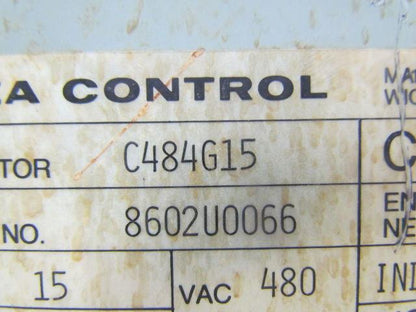 CONTROL
TOR C484G15
NO. 8602U0066
15 VAC 480